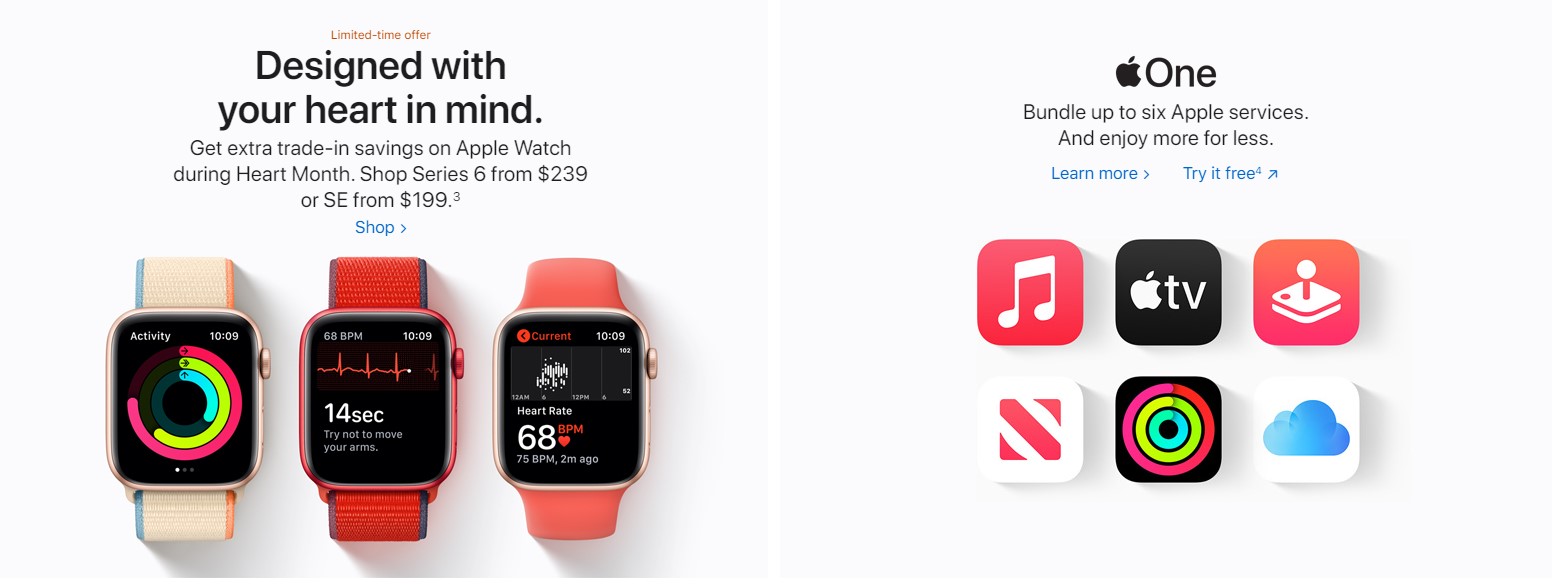 Limited-time offer
Designed with
your heart in mind.
Get extra trade-in savings on Apple Watch
during Heart Month. Shop Series 6 from $239
or SE from $199.³
Shop >
Activity 10:09
68 BPM 10:09
14sec
Try not to move
your arms.
Current 10:09
102
52
12AM 6 12PM 6
Heart Rate
68 BPM
75 BPM, 2m ago
One
Bundle up to six Apple services.
And enjoy more for less.
Learn more > Try it free⁴ ↗
tv